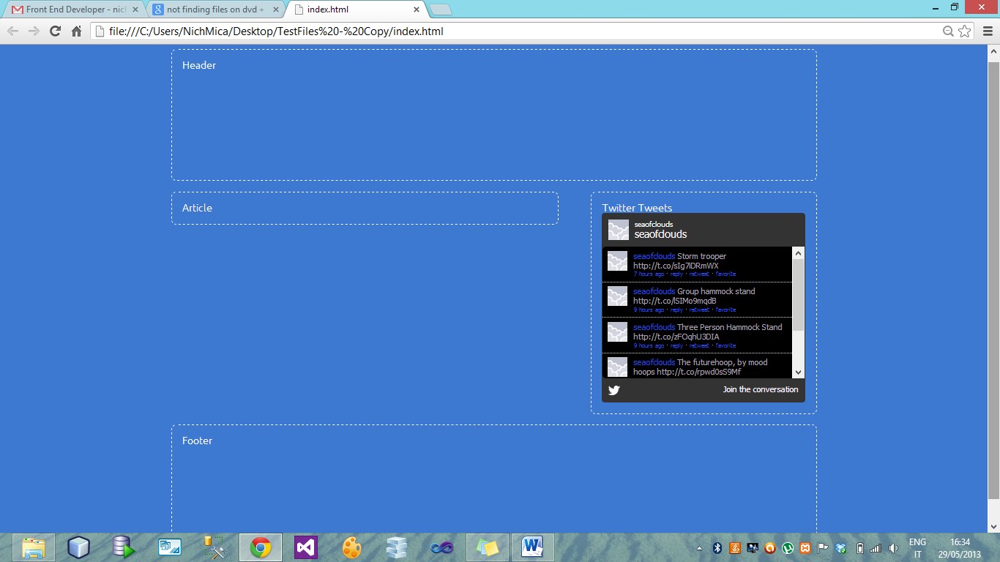 Front End Developer - nicl
not finding files on dvd +
index.html
file:///C:/Users/NichMica/Desktop/TestFiles%20-%20Copy/index.html
Header
Article
Twitter Tweets
seaofclouds
seaofclouds
seaofclouds Storm trooper
http://t.co/sIg7iDRmWX
7 hours ago · reply · retweet · favorite
seaofclouds Group hammock stand
http://t.co/lSIMo9mqdB
9 hours ago · reply · retweet · favorite
seaofclouds Three Person Hammock Stand
http://t.co/zFOqhU3DIA
9 hours ago · reply · retweet · favorite
seaofclouds The futurehoop, by mood
hoops http://t.co/rpwd0sS9Mf
Join the conversation
Footer
ENG
IT
16:34
29/05/2013